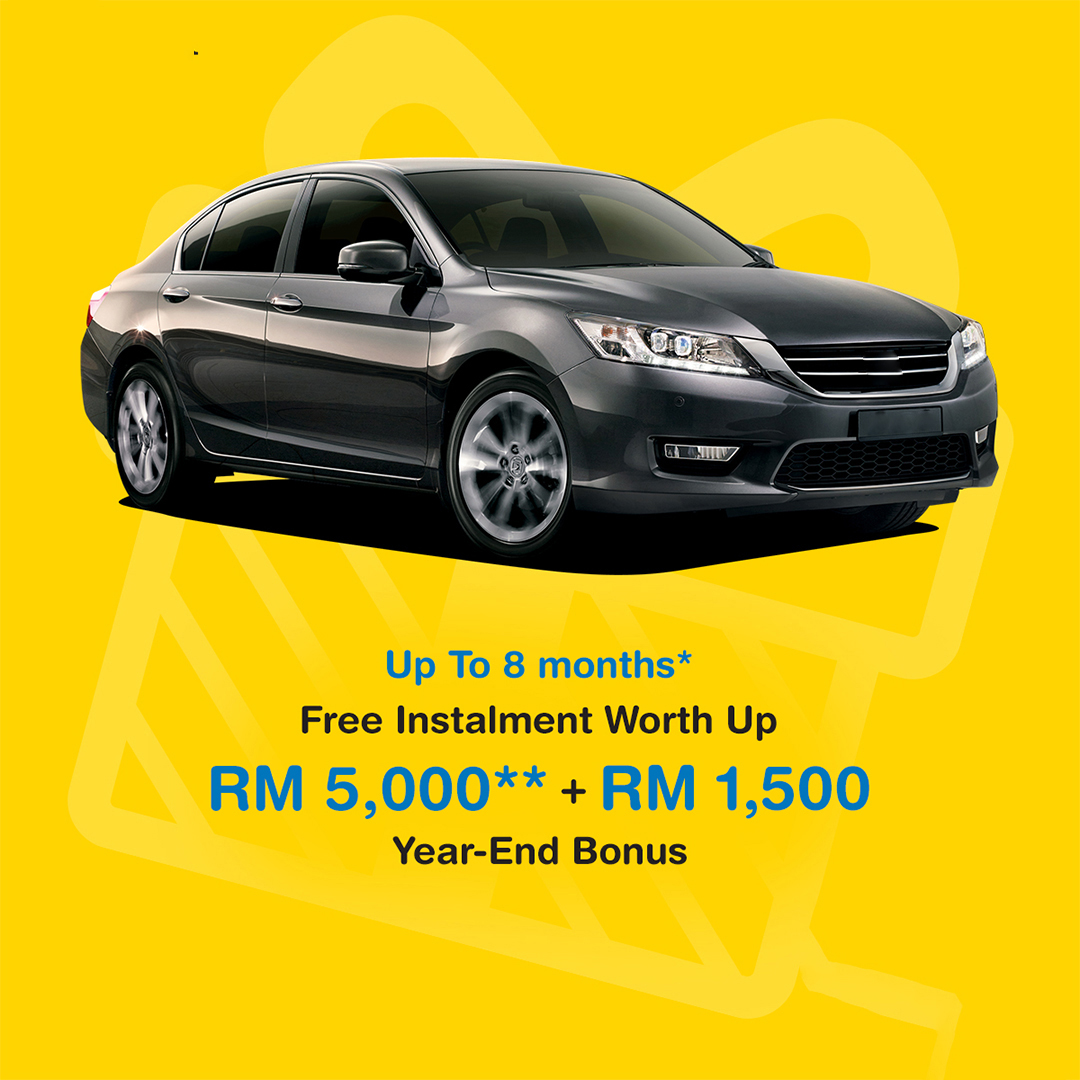 Up To 8 months*
Free Instalment Worth Up
RM 5,000** + RM 1,500
Year-End Bonus